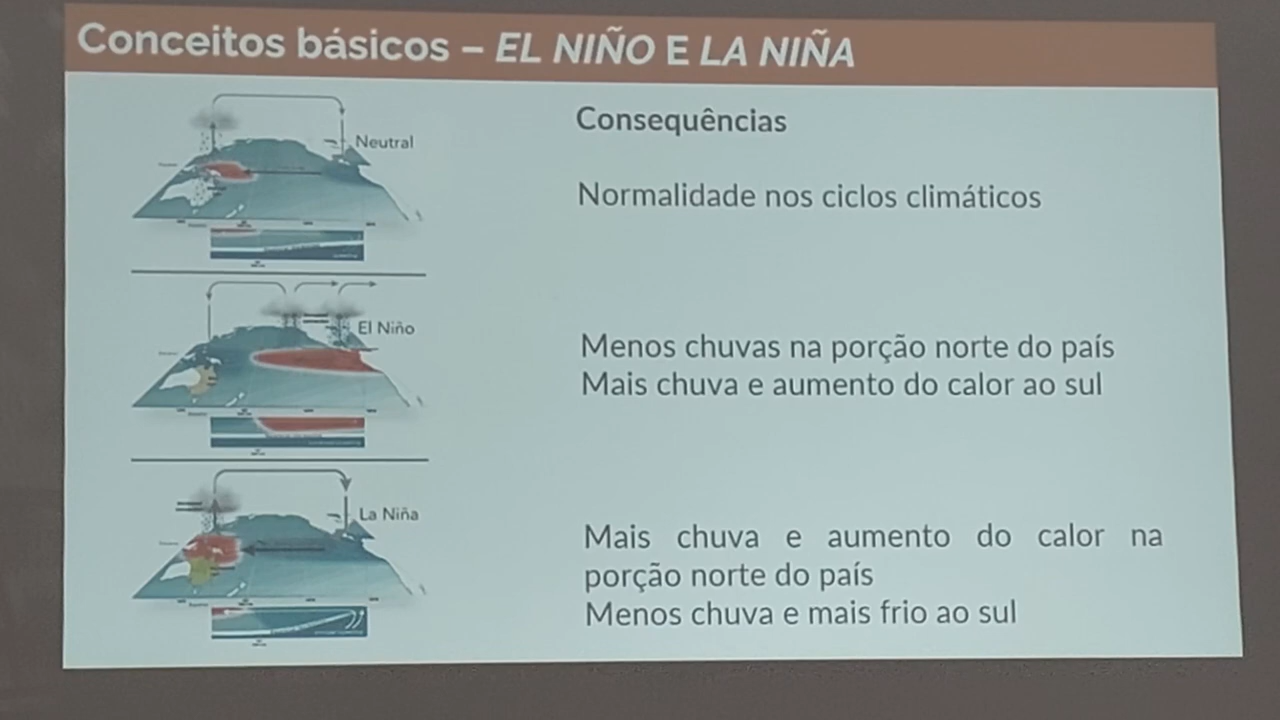 Conceitos básicos – EL NIÑO E LA NIÑA
Consequências
Neutral
Normalidade nos ciclos climáticos
El Niño
Menos chuvas na porção norte do país
Mais chuva e aumento do calor ao sul
La Niña
Mais chuva e aumento do calor na
porção norte do país
Menos chuva e mais frio ao sul